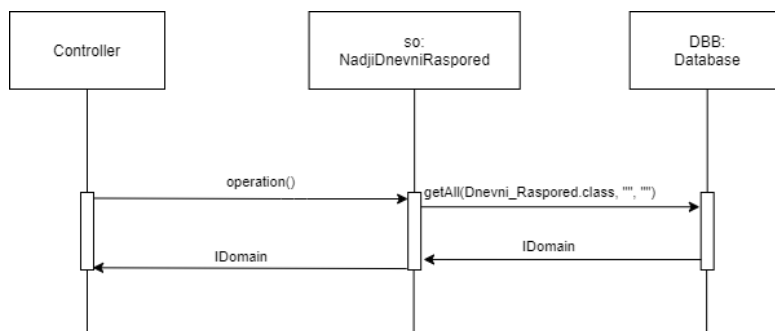 Controller
so:
NadjiDnevniRaspored
DBB:
Database
operation()
getAll(Dnevni_Raspored.class, "", "")
IDomain
IDomain